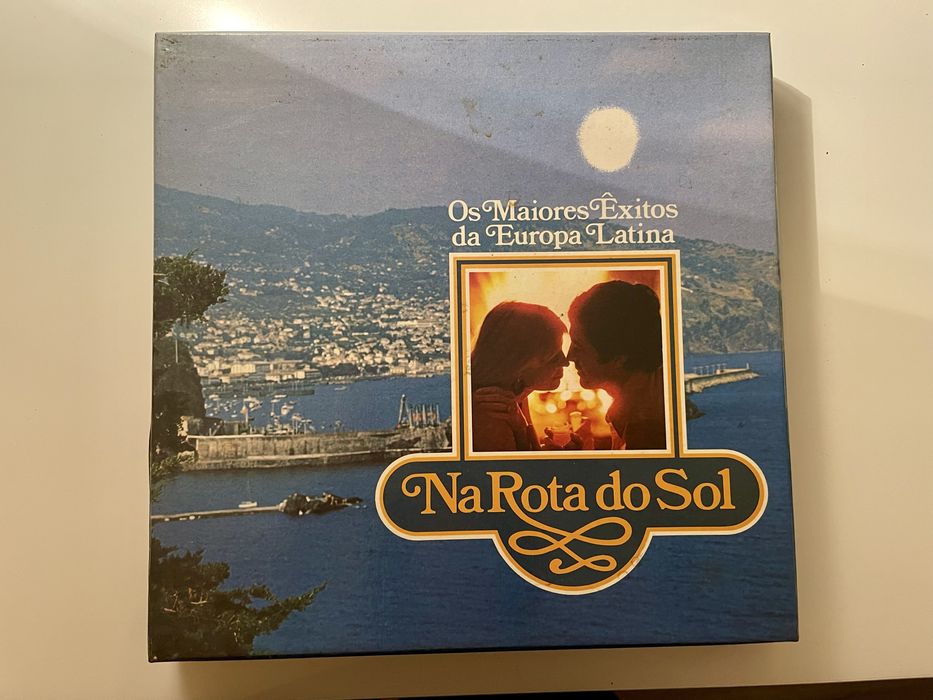 Os Maiores Êxitos
da Europa Latina
Na Rota do Sol